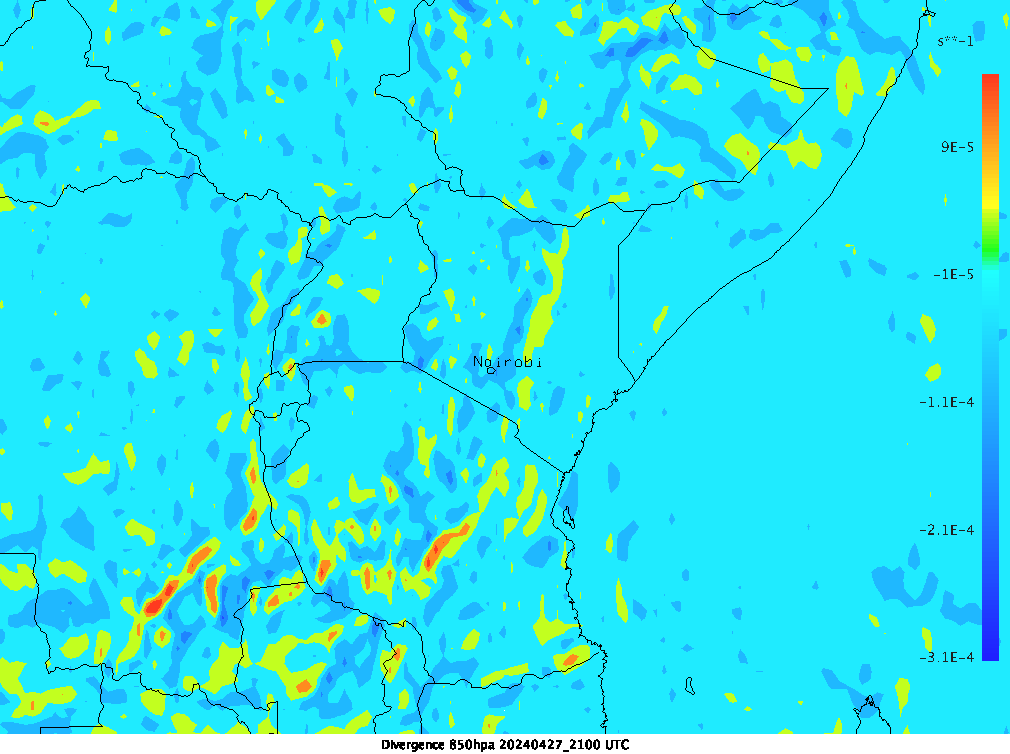 s**-1
9E-5
-1E-5
-1.1E-4
Nairobi
-2.1E-4
-3.1E-4
Divergence 850hpa 20240427_2100 UTC